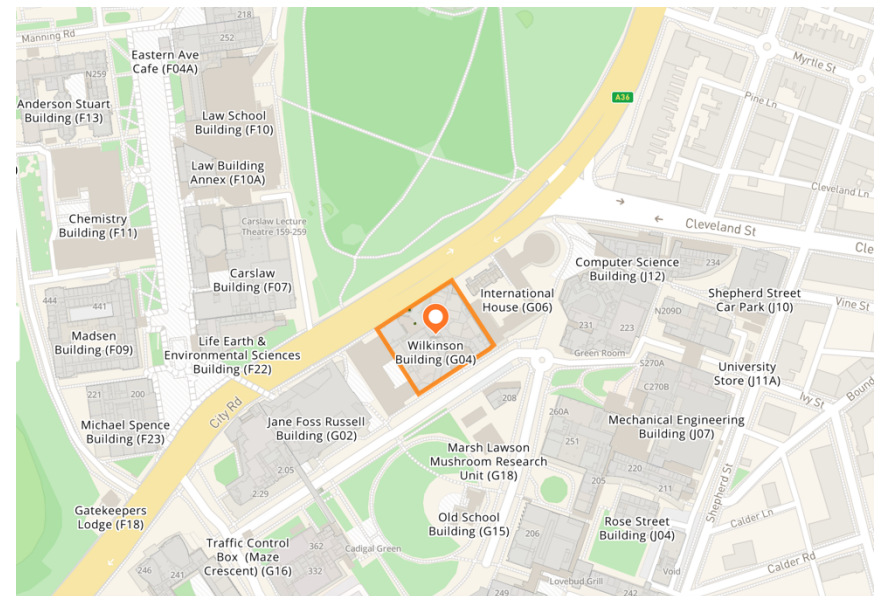 Manning Rd
218
252
Eastern Ave
Cafe (F04A)
N259
Myrtle St
Anderson Stuart
Building (F13)
A36
Pine Ln
Law School
Building (F10)
Law Building
Annex (F10A)
Cleveland Ln
Chemistry
Building (F11)
Carslaw Lecture
Theatre 159-259
Cleveland St
Cle
Computer Science
Building (J12)
234
Carslaw
Building (F07)
International
House (G06)
Shepherd Street
Car Park (J10)
444
441
Vine St
N209D
231
223
Madsen
Building (F09)
Life Earth &
Environmental Sciences
Building (F22)
Wilkinson
Building (G04)
Green Room
S270A
University
Store (J11A)
C270B
221
200
208
Ivy St
Bound
City Rd
260A
Michael Spence
Building (F23)
Jane Foss Russell
Building (G02)
Mechanical Engineering
Building (J07)
251
Marsh Lawson
Mushroom Research
Unit (G18)
2.05
220
205
211
2.29
Shepherd St
Gatekeepers
Lodge (F18)
Old School
Building (G15)
Rose Street
Building (J04)
Calder Ln
206
Traffic Control
Box (Maze
Crescent) (G16)
362
332
Cadigal Green
Calder Rd
246
241
Void
Lovebud Grill
249
242